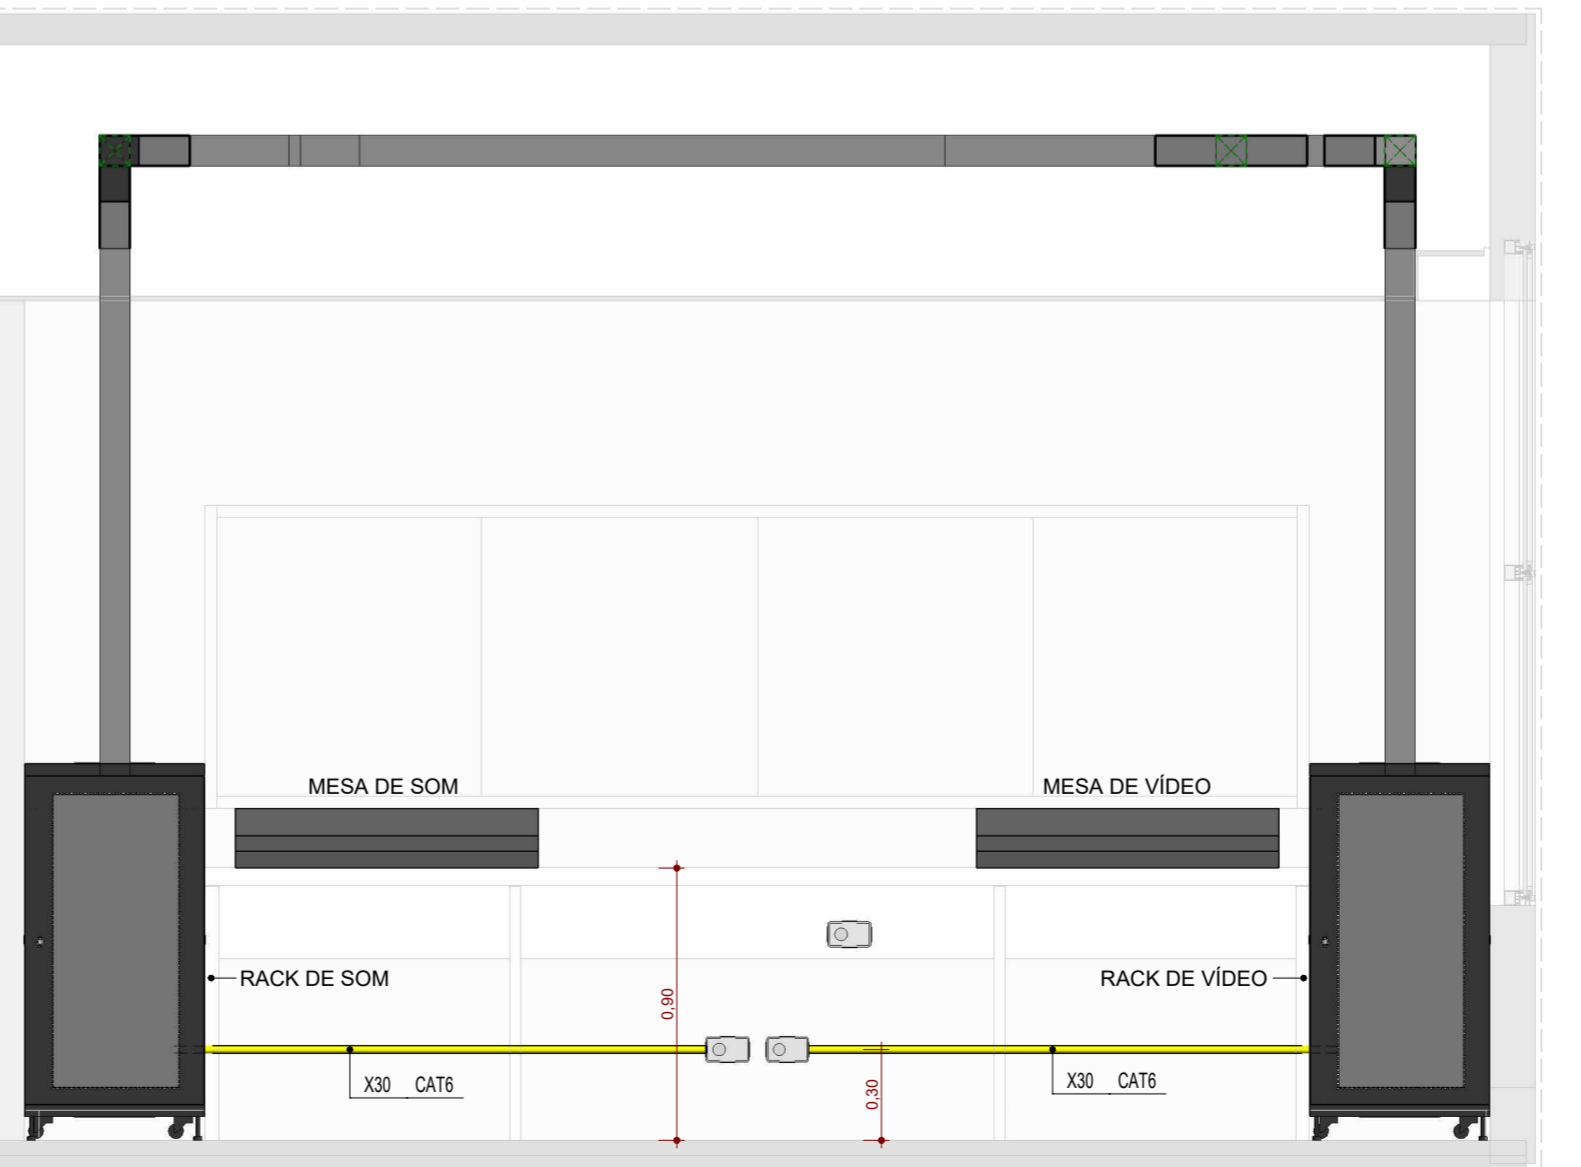 MESA DE SOM
MESA DE VÍDEO
RACK DE SOM
RACK DE VÍDEO
0,90
X30 CAT6
X30 CAT6
0,30